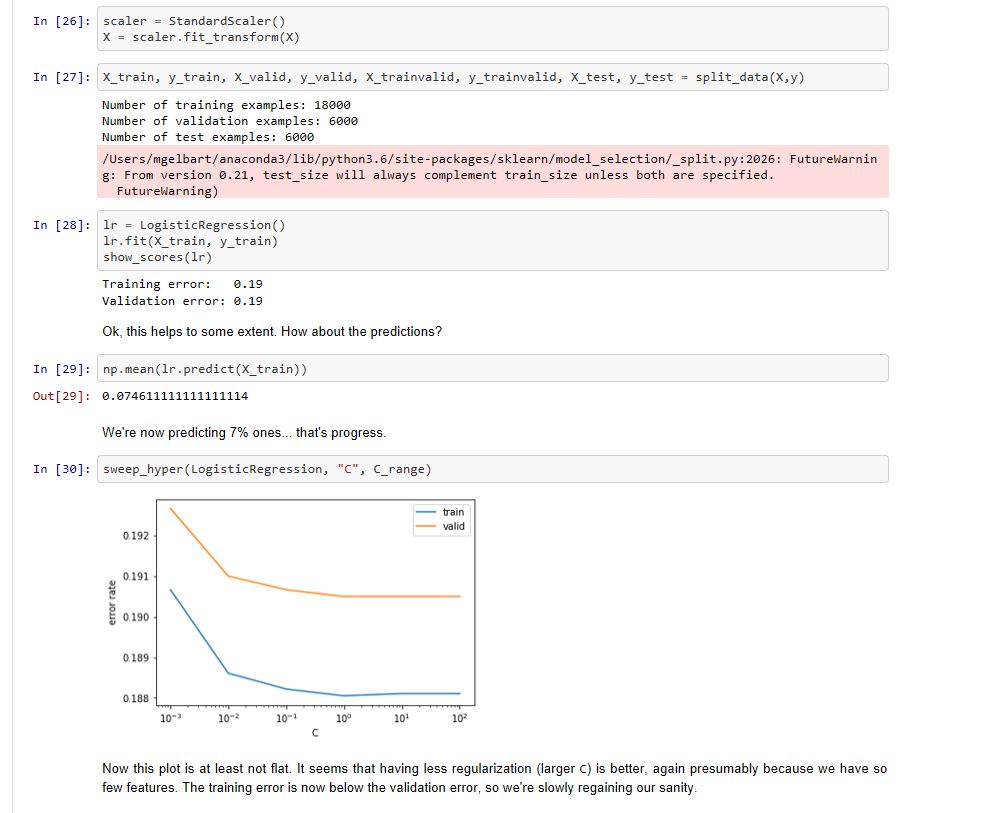 In [26]: scaler = StandardScaler()
X = scaler.fit_transform(X)
In [27]: X_train, y_train, X_valid, y_valid, X_trainvalid, y_trainvalid, X_test, y_test = split_data(X,y)
Number of training examples: 18000
Number of validation examples: 6000
Number of test examples: 6000
/Users/mgelbart/anaconda3/lib/python3.6/site-packages/sklearn/model_selection/_split.py:2026: FutureWarnin
g: From version 0.21, test_size will always complement train_size unless both are specified.
FutureWarning)
In [28]: lr = LogisticRegression()
lr.fit(X_train, y_train)
show_scores(lr)
Training error:   0.19
Validation error: 0.19
Ok, this helps to some extent. How about the predictions?
In [29]: np.mean(lr.predict(X_train))
Out[29]: 0.074611111111111114
We're now predicting 7% ones... that's progress.
In [30]: sweep_hyper(LogisticRegression, "C", C_range)
train
valid
0.192
0.191
0.190
0.189
0.188
error rate
10⁻³ 10⁻² 10⁻¹ 10⁰ 10¹ 10²
C
Now this plot is at least not flat. It seems that having less regularization (larger C) is better, again presumably because we have so
few features. The training error is now below the validation error, so we're slowly regaining our sanity.